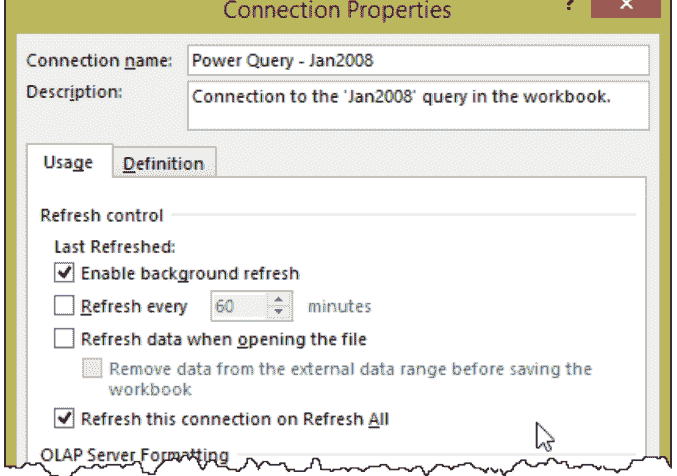 Connection Properties
?
Connection name: Power Query - Jan2008
Description: Connection to the 'Jan2008' query in the workbook.
Usage Definition
Refresh control
Last Refreshed:
Enable background refresh
Refresh every 60 minutes
Refresh data when opening the file
Remove data from the external data range before saving the
workbook
Refresh this connection on Refresh All
OLAP Server Formatting